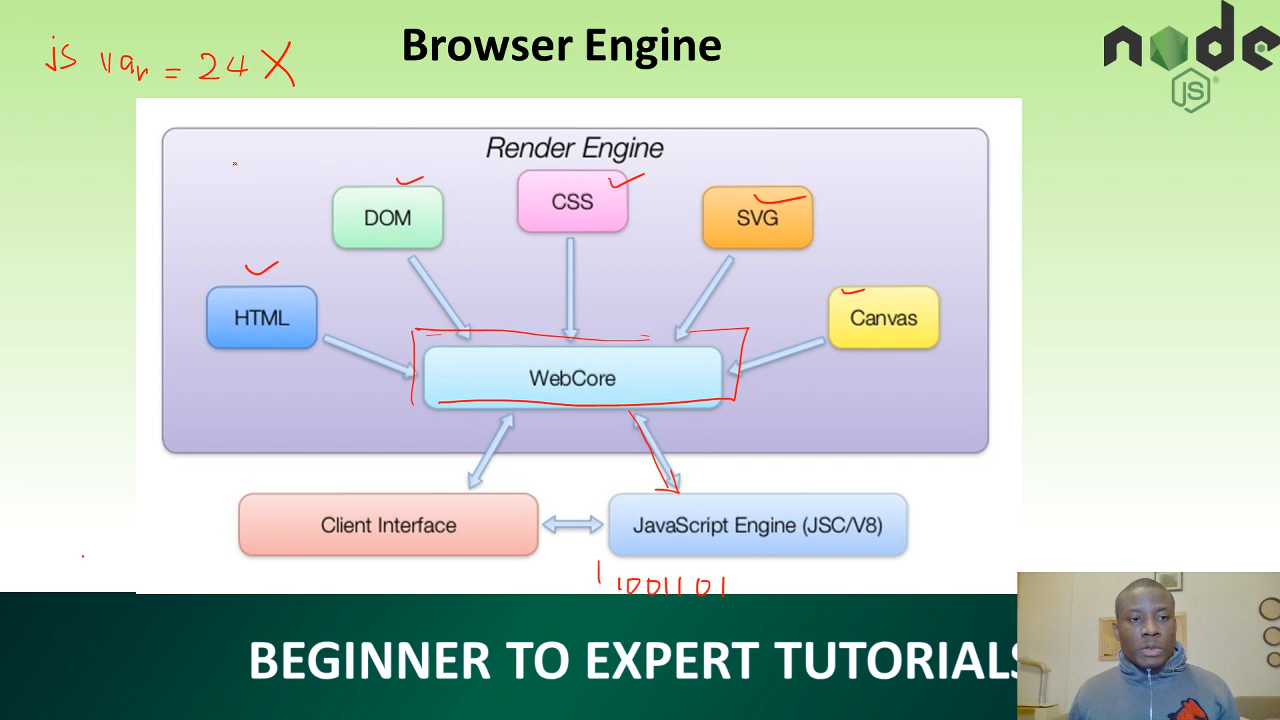 Browser Engine
node
JS
js var = 24 X
Render Engine
DOM
CSS
SVG
HTML
Canvas
WebCore
Client Interface
JavaScript Engine (JSC/V8)
11001101
BEGINNER TO EXPERT TUTORIALS